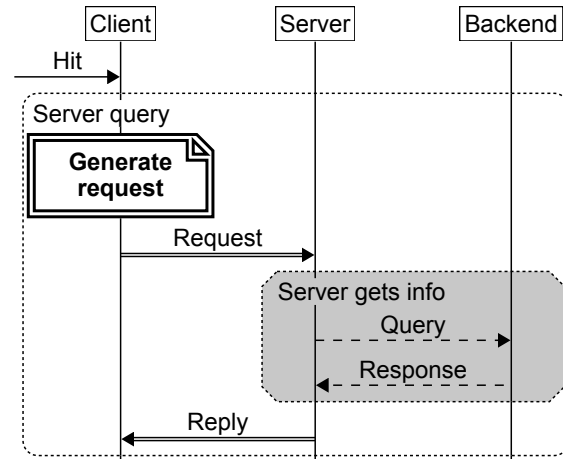 Client
Server
Backend
Hit
Server query
Generate
request
Request
Server gets info
Query
Response
Reply